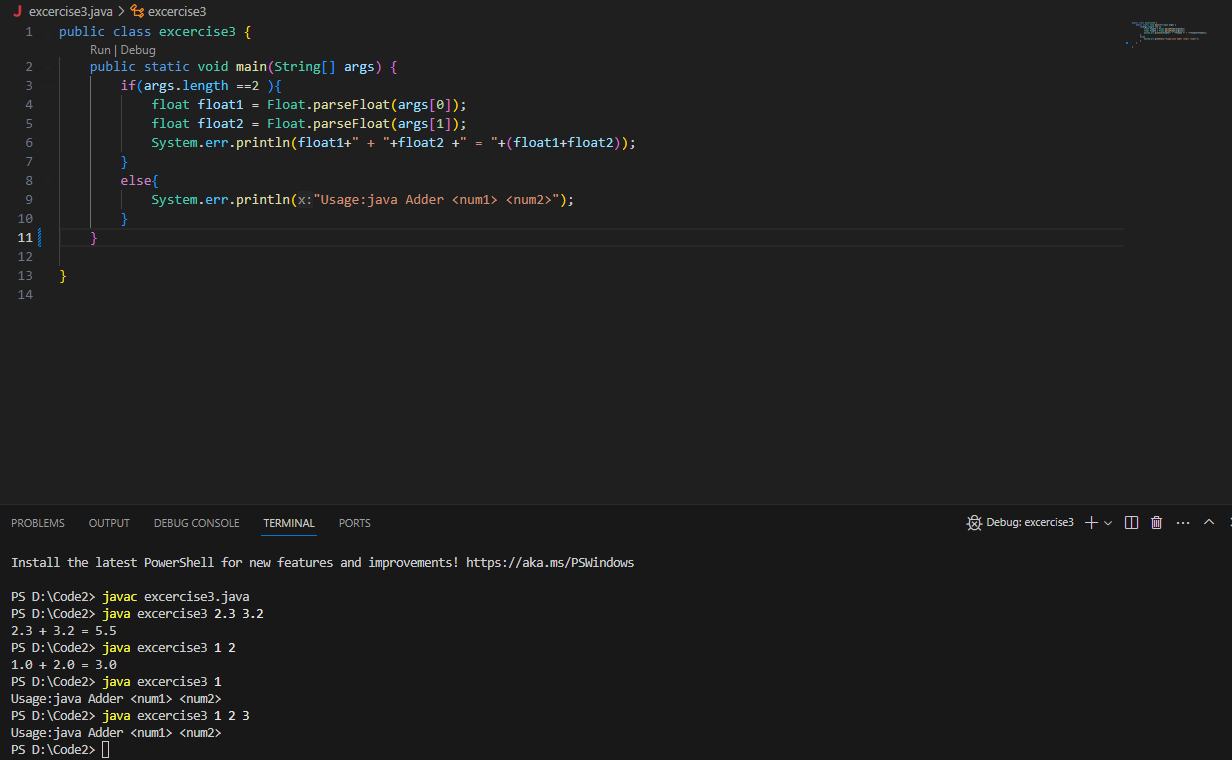 excercise3.java > excercise3
1 public class excercise3 {
Run | Debug
2 public static void main(String[] args) {
3 if(args.length ==2 ){
4 float float1 = Float.parseFloat(args[0]);
5 float float2 = Float.parseFloat(args[1]);
6 System.err.println(float1+" + "+float2 +" = "+(float1+float2));
7 }
8 else{
9 System.err.println(x:"Usage:java Adder <num1> <num2>");
10 }
11 }
12
13 }
14
PROBLEMS OUTPUT DEBUG CONSOLE TERMINAL PORTS Debug: excercise3
Install the latest PowerShell for new features and improvements! https://aka.ms/PSWindows
PS D:\Code2> javac excercise3.java
PS D:\Code2> java excercise3 2.3 3.2
2.3 + 3.2 = 5.5
PS D:\Code2> java excercise3 1 2
1.0 + 2.0 = 3.0
PS D:\Code2> java excercise3 1
Usage:java Adder <num1> <num2>
PS D:\Code2> java excercise3 1 2 3
Usage:java Adder <num1> <num2>
PS D:\Code2>